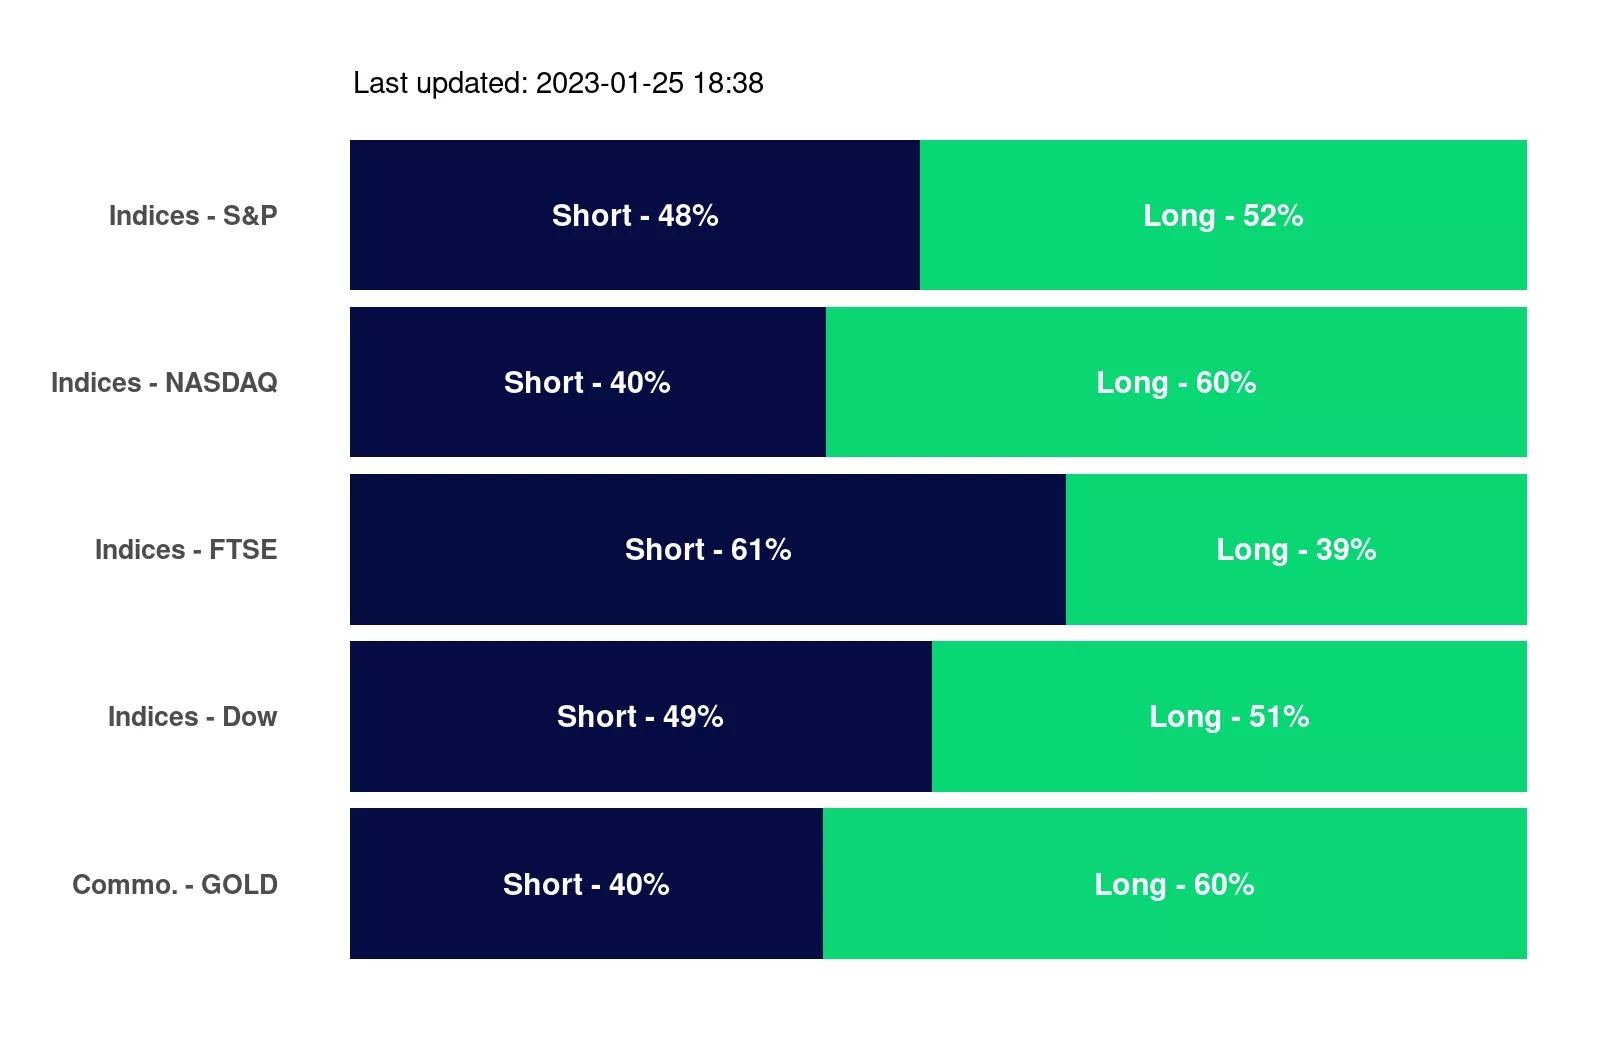 Last updated: 2023-01-25 18:38
Indices - S&P Short - 48% Long - 52%
Indices - NASDAQ Short - 40% Long - 60%
Indices - FTSE Short - 61% Long - 39%
Indices - Dow Short - 49% Long - 51%
Commo. - GOLD Short - 40% Long - 60%